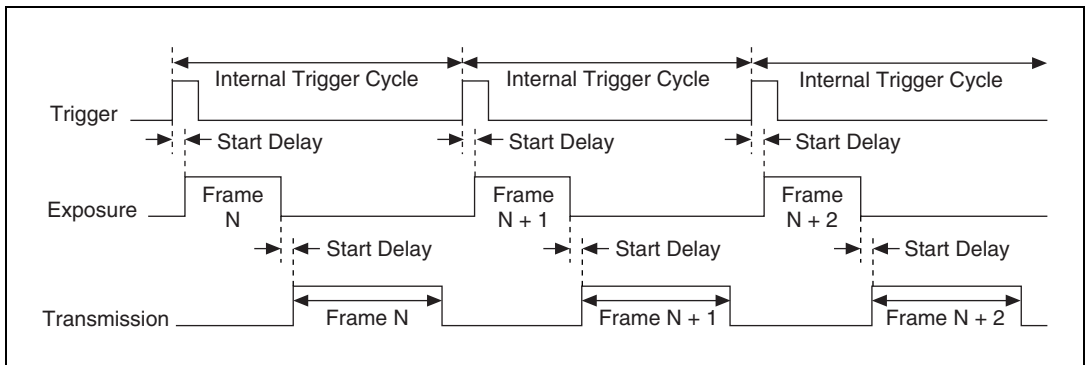 Internal Trigger Cycle Internal Trigger Cycle Internal Trigger Cycle
Trigger
Start Delay Start Delay Start Delay
Exposure
Frame N
Frame N + 1
Frame N + 2
Start Delay Start Delay Start Delay
Transmission
Frame N Frame N + 1 Frame N + 2